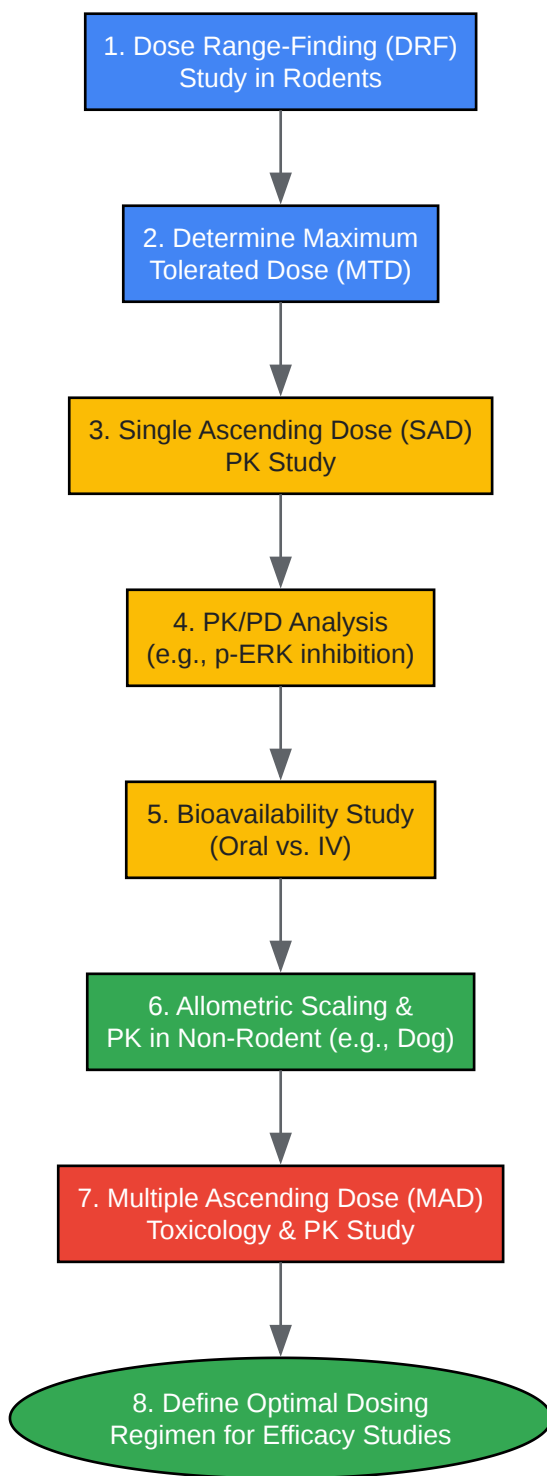 1. Dose Range-Finding (DRF)
Study in Rodents
2. Determine Maximum
Tolerated Dose (MTD)
3. Single Ascending Dose (SAD)
PK Study
4. PK/PD Analysis
(e.g., p-ERK inhibition)
5. Bioavailability Study
(Oral vs. IV)
6. Allometric Scaling &
PK in Non-Rodent (e.g., Dog)
7. Multiple Ascending Dose (MAD)
Toxicology & PK Study
8. Define Optimal Dosing
Regimen for Efficacy Studies